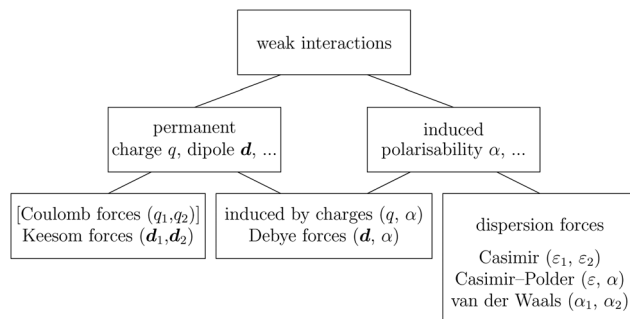 weak interactions
permanent
charge q, dipole d, ...
induced
polarisability α, ...
[Coulomb forces (q₁,q₂)]
Keesom forces (d₁,d₂)
induced by charges (q, α)
Debye forces (d, α)
dispersion forces
Casimir (ε₁, ε₂)
Casimir–Polder (ε, α)
van der Waals (α₁, α₂)